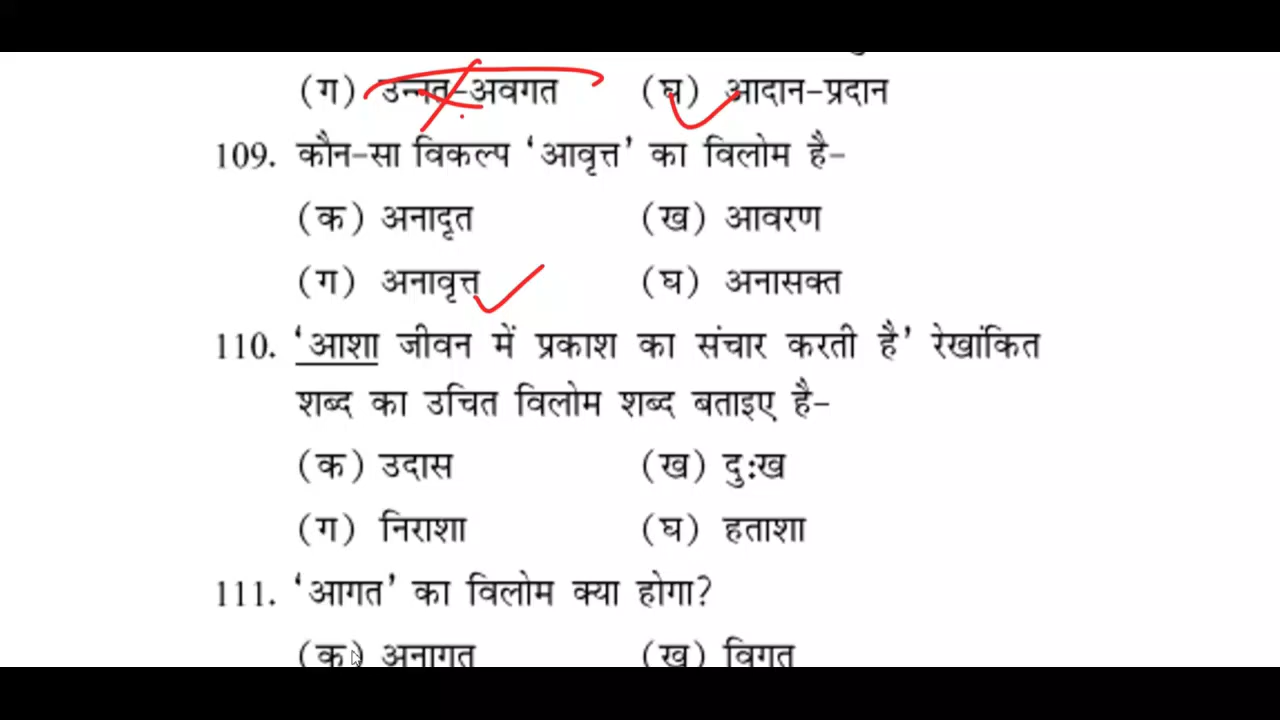 (ग) उन्नत-अवगत (घ) आदान-प्रदान
109. कौन-सा विकल्प 'आवृत्त' का विलोम है-
(क) अनादृत (ख) आवरण
(ग) अनावृत्त (घ) अनासक्त
110. 'आशा जीवन में प्रकाश का संचार करती है' रेखांकित
शब्द का उचित विलोम शब्द बताइए है-
(क) उदास (ख) दुःख
(ग) निराशा (घ) हताशा
111. 'आगत' का विलोम क्या होगा?
(क) अनागत (ख) विगत